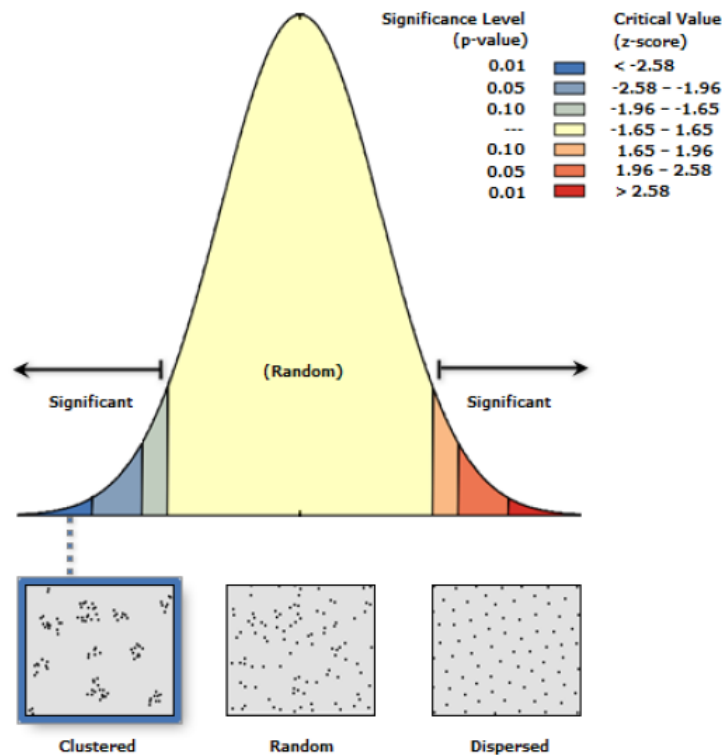 Significance Level Critical Value
(p-value) (z-score)
0.01 < -2.58
0.05 -2.58 – -1.96
0.10 -1.96 – -1.65
--- -1.65 – 1.65
0.10 1.65 – 1.96
0.05 1.96 – 2.58
0.01 > 2.58
(Random)
Significant Significant
Clustered Random Dispersed